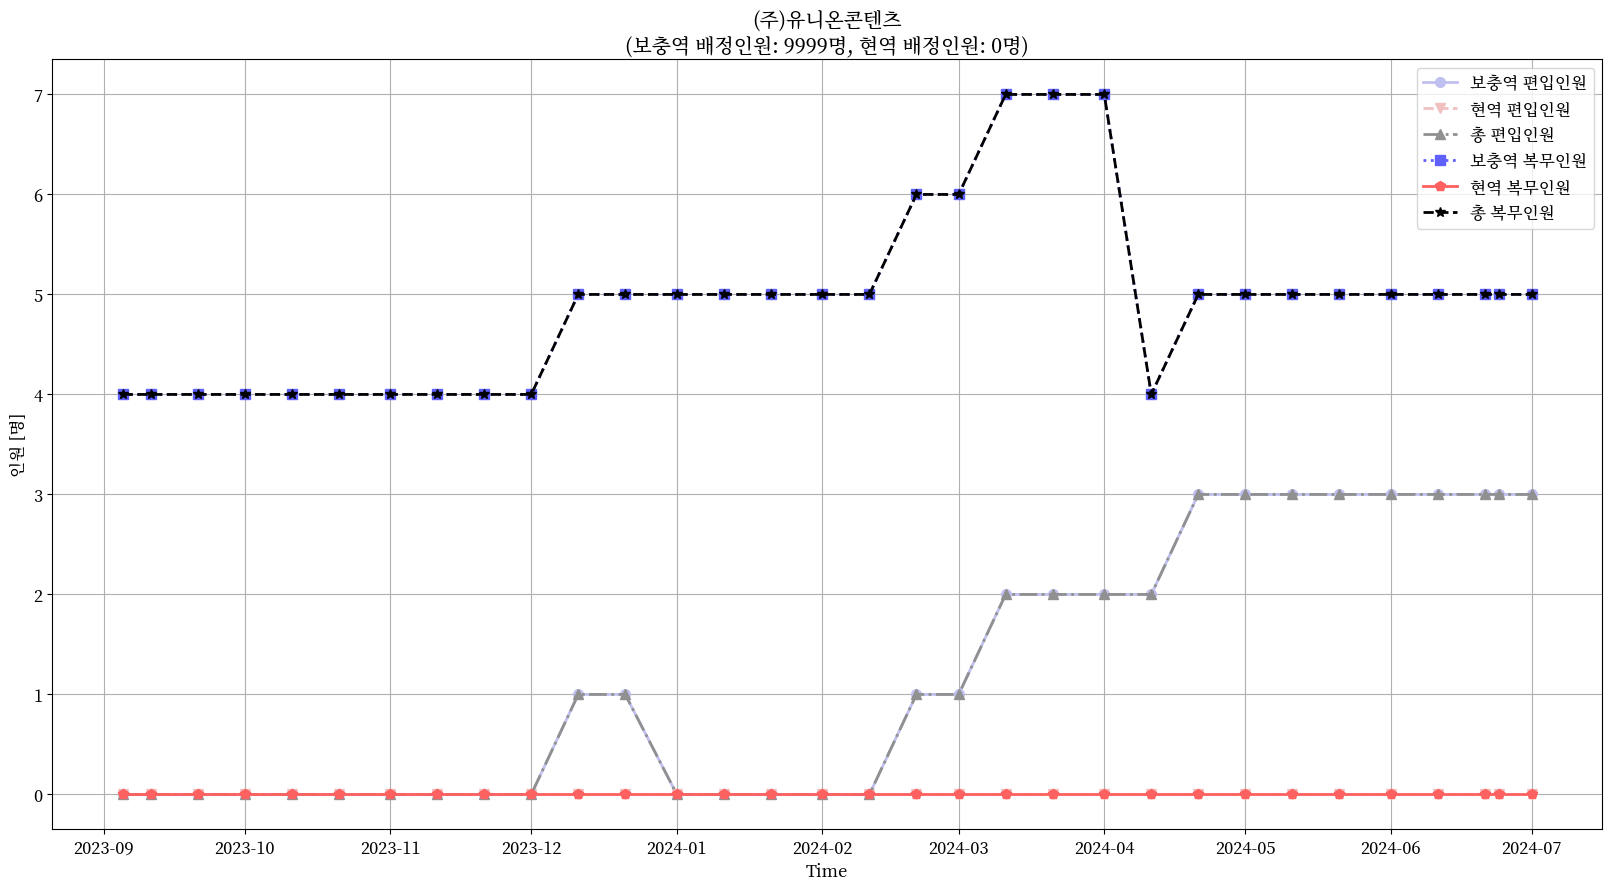 (주)유니온콘텐츠
(보충역 배정인원: 9999명, 현역 배정인원: 0명)
보충역 편입인원
현역 편입인원
총 편입인원
보충역 복무인원
현역 복무인원
총 복무인원
7
6
5
4
3
2
1
0
인원 [명]
2023-09 2023-10 2023-11 2023-12 2024-01 2024-02 2024-03 2024-04 2024-05 2024-06 2024-07
Time